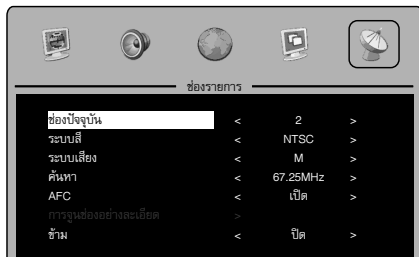 ช่องรายการ
ช่องปัจจุบัน < 2 >
ระบบสี < NTSC >
ระบบเสียง < M >
ค้นหา < 67.25MHz >
AFC < เปิด >
การจูนช่องอย่างละเอียด >
ข้าม < ปิด >